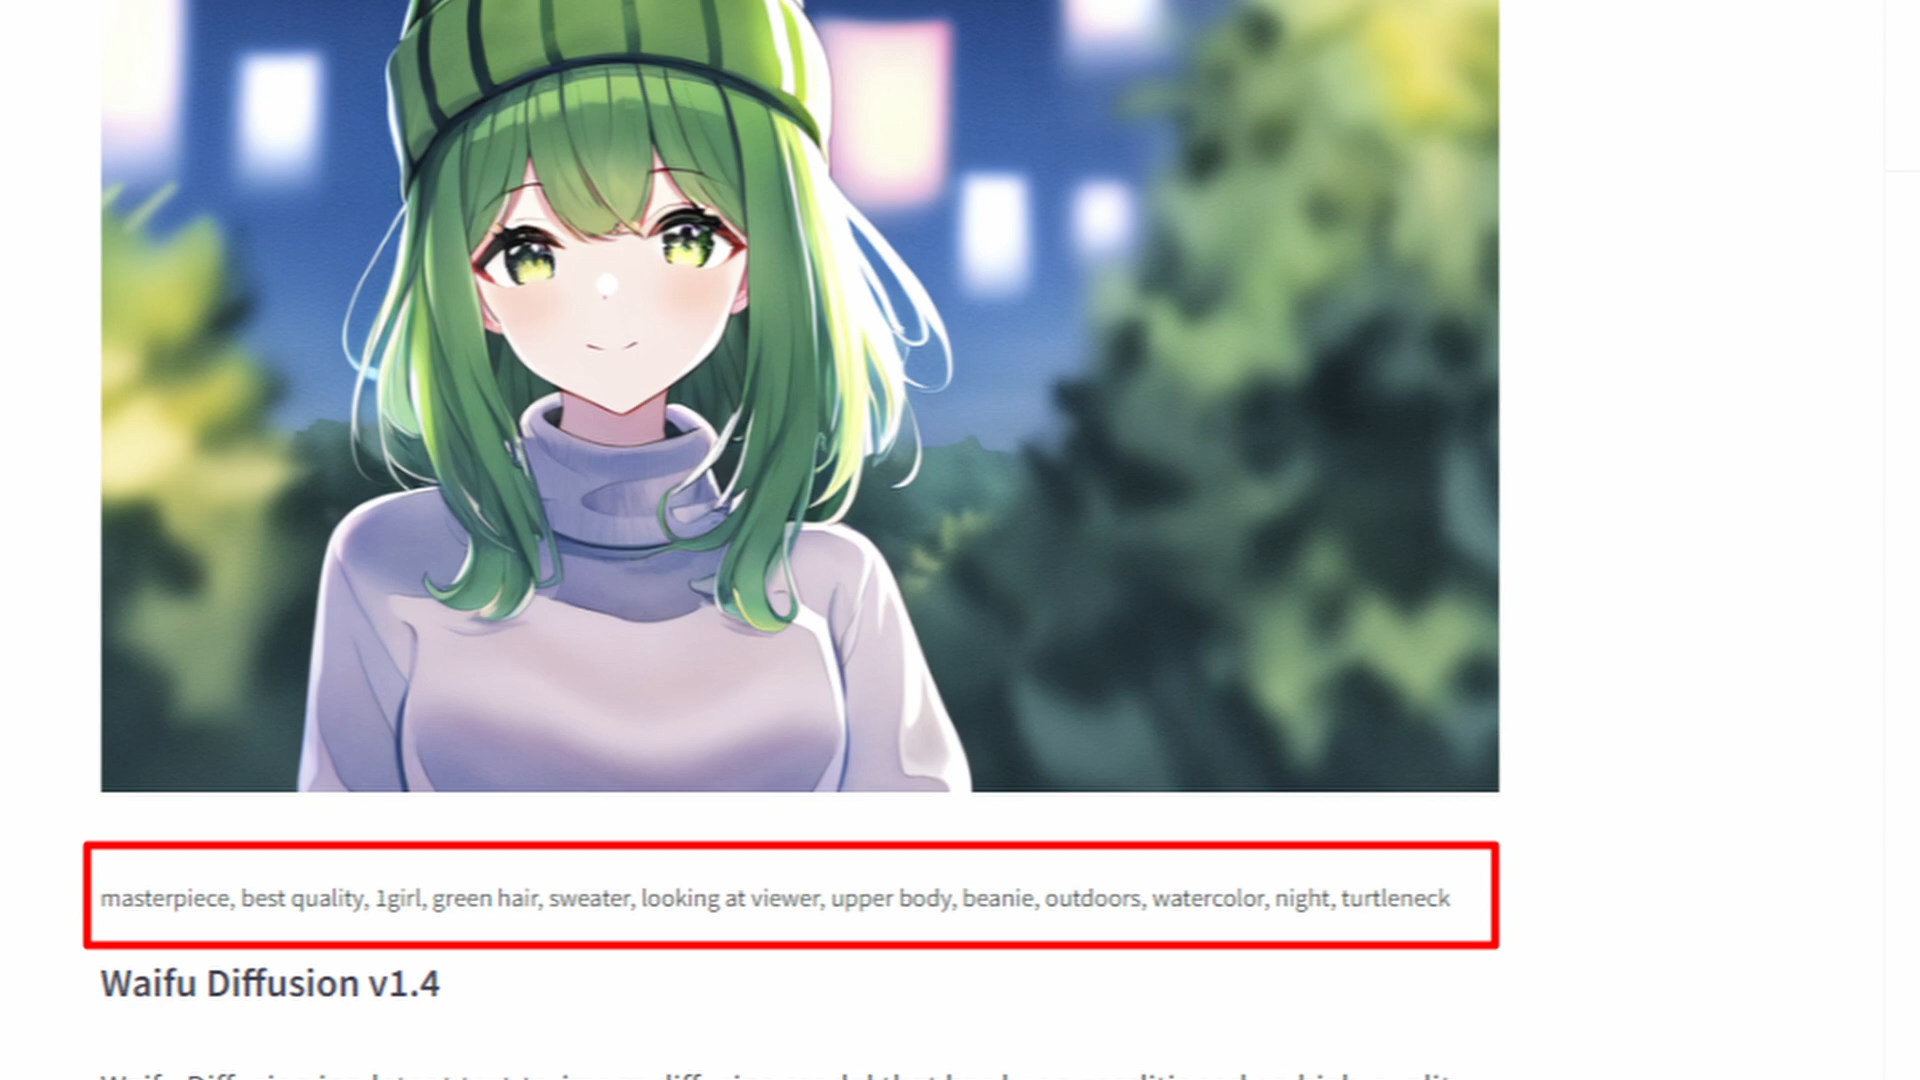 masterpiece, best quality, 1girl, green hair, sweater, looking at viewer, upper body, beanie, outdoors, watercolor, night, turtleneck
Waifu Diffusion v1.4